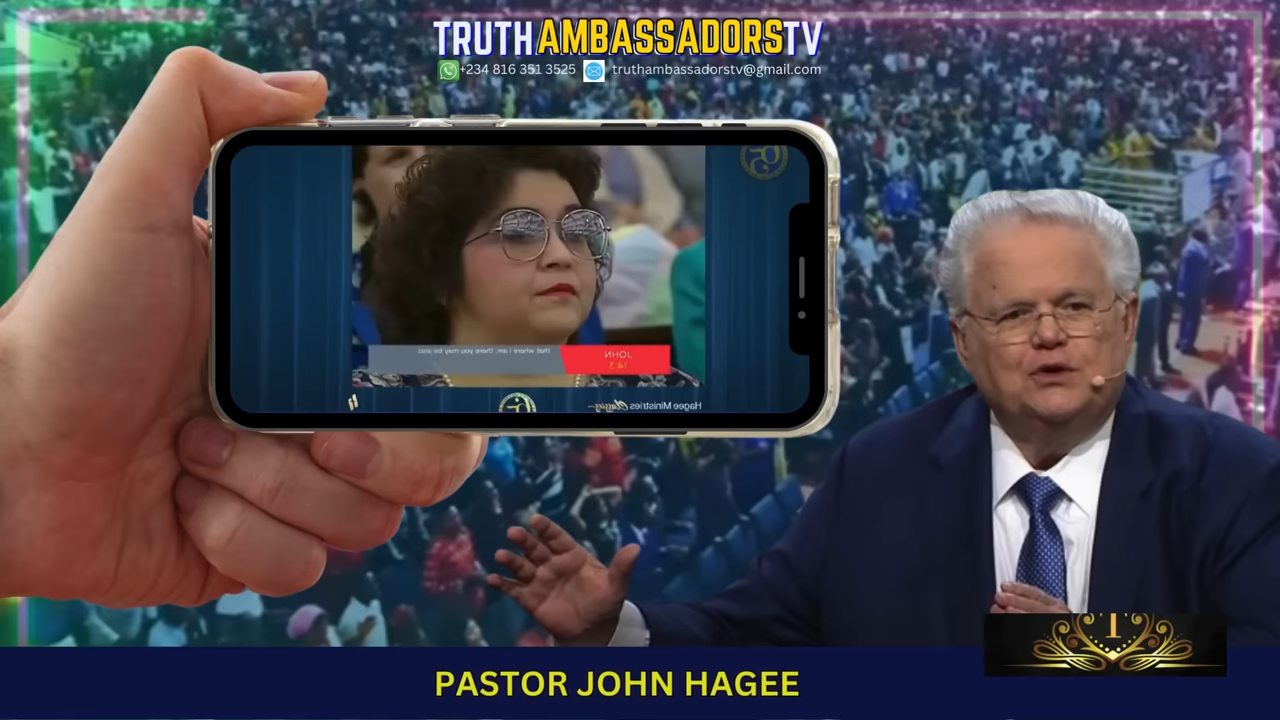 TRUTHAMBASSADORSTV
+234 816 351 3525 truthambassadorstv@gmail.com
that where I am, there you may be also.
JOHN
14:3
Hagee Ministries Classics
PASTOR JOHN HAGEE